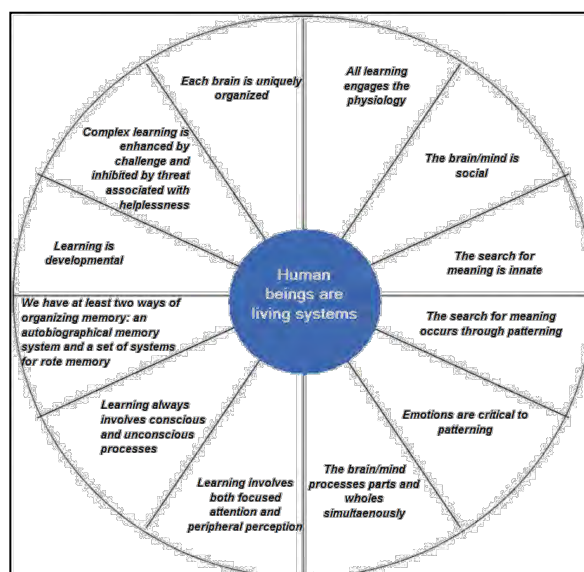 Each brain is uniquely
organized
All learning
engages the
physiology
Complex learning is
enhanced by
challenge and
inhibited by threat
associated with
helplessness
The brain/mind is
social
Learning is
developmental
The search for
meaning is innate
Human
beings are
living systems
We have at least two ways of
organizing memory: an
autobiographical memory
system and a set of systems
for rote memory
The search for meaning
occurs through patterning
Learning always
involves conscious
and unconscious
processes
Emotions are critical to
patterning
Learning involves
both focused
attention and
peripheral perception
The brain/mind
processes parts and
wholes
simultaenously